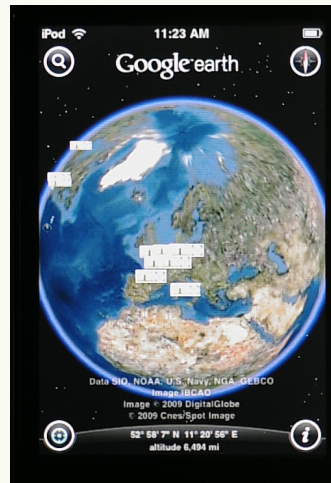 iPod 11:23 AM
Google earth
Data SIO, NOAA, U.S. Navy, NGA, GEBCO
Image IBCAO
Image © 2009 DigitalGlobe
© 2009 Cnes/Spot Image
52° 58' 7" N 11° 20' 56" E
altitude 6,494 mi
i